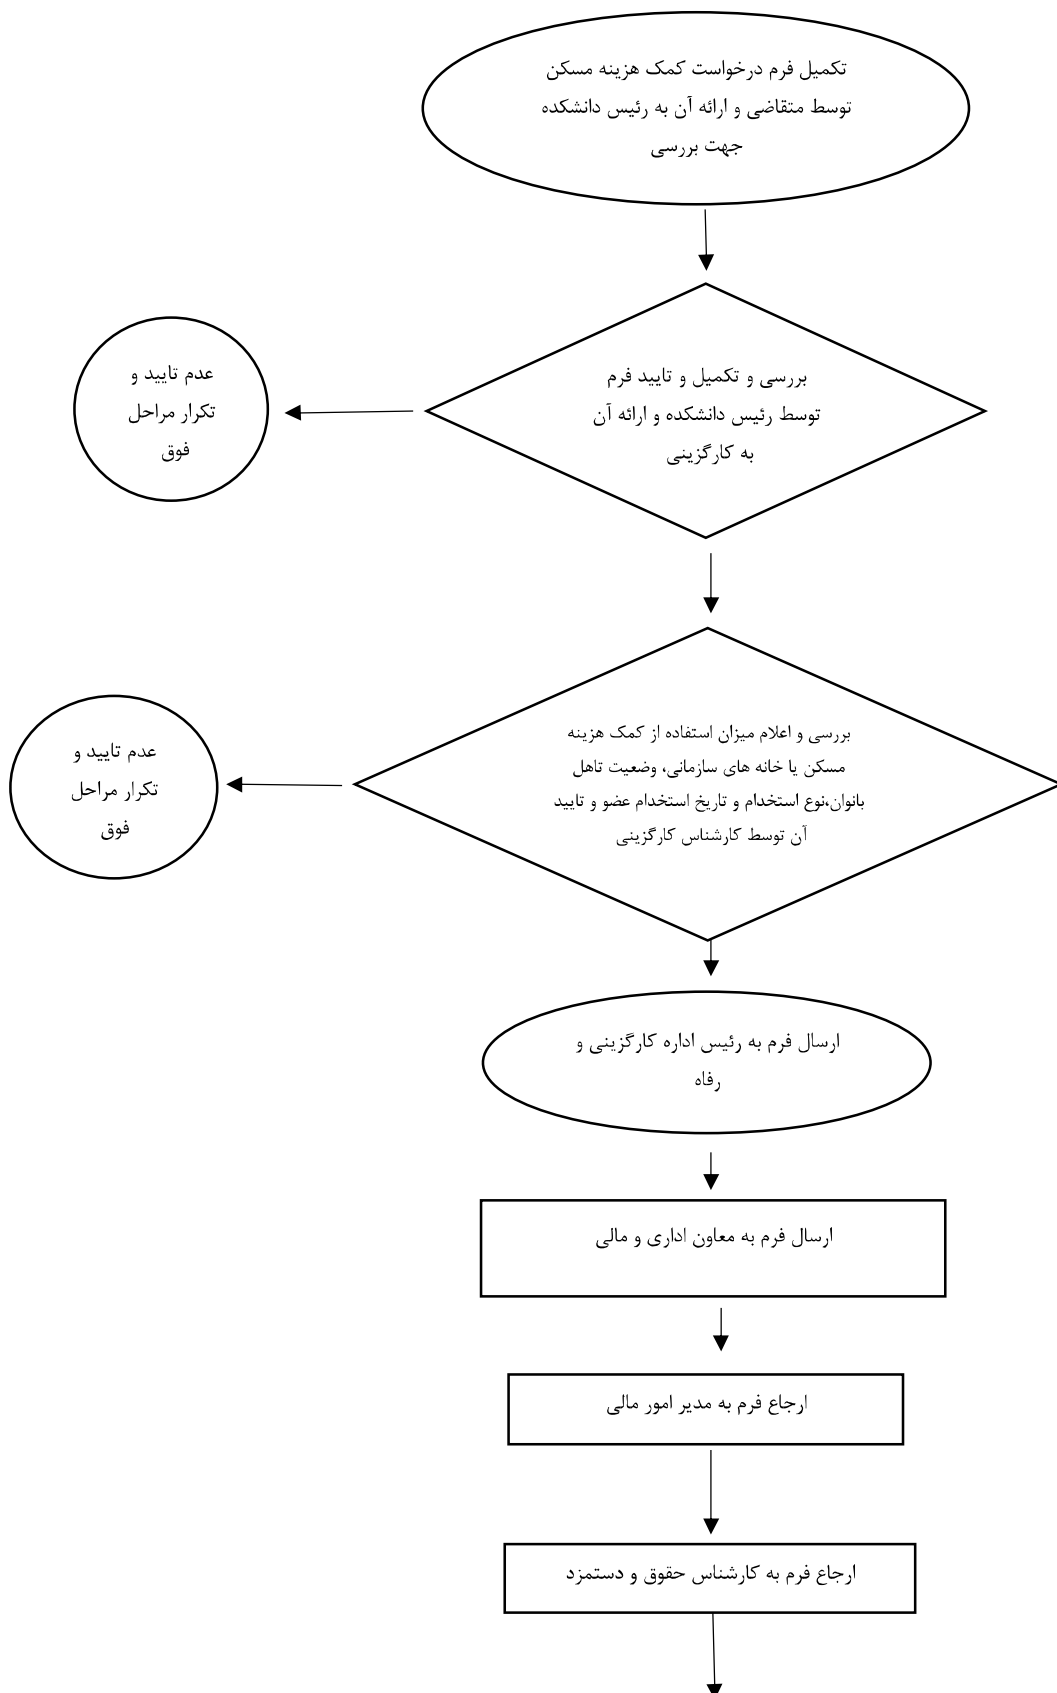 تکمیل فرم درخواست کمک هزینه مسکن
توسط متقاضی و ارائه آن به رئیس دانشکده
جهت بررسی
بررسی و تکمیل و تایید فرم
توسط رئیس دانشکده و ارائه آن
به کارگزینی
عدم تایید و
تکرار مراحل
فوق
بررسی و اعلام میزان استفاده از کمک هزینه
مسکن یا خانه های سازمانی، وضعیت تاهل
بانوان،نوع استخدام و تاریخ استخدام عضو و تایید
آن توسط کارشناس کارگزینی
عدم تایید و
تکرار مراحل
فوق
ارسال فرم به رئیس اداره کارگزینی و
رفاه
ارسال فرم به معاون اداری و مالی
ارجاع فرم به مدیر امور مالی
ارجاع فرم به کارشناس حقوق و دستمزد